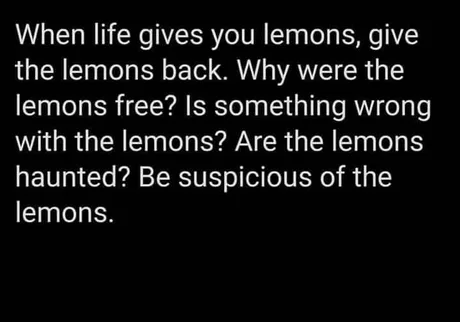 When life gives you lemons, give
the lemons back. Why were the
lemons free? Is something wrong
with the lemons? Are the lemons
haunted? Be suspicious of the
lemons.